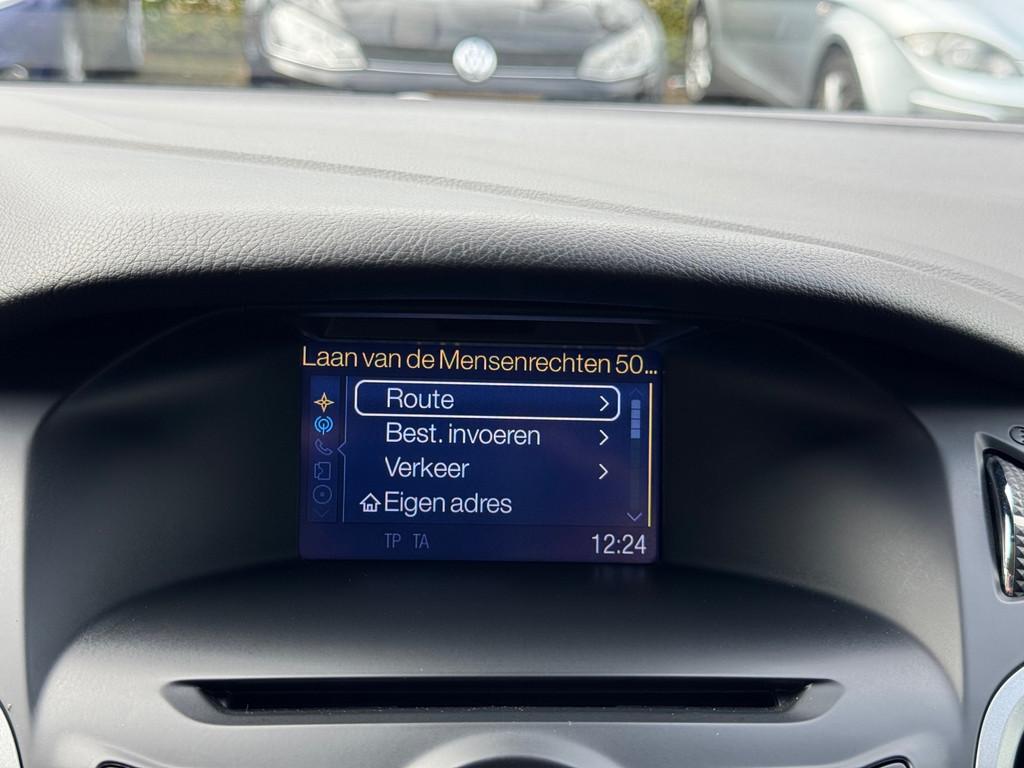 Laan van de Mensenrechten 50...
Route
Best. invoeren
Verkeer
Eigen adres
TP TA
12:24